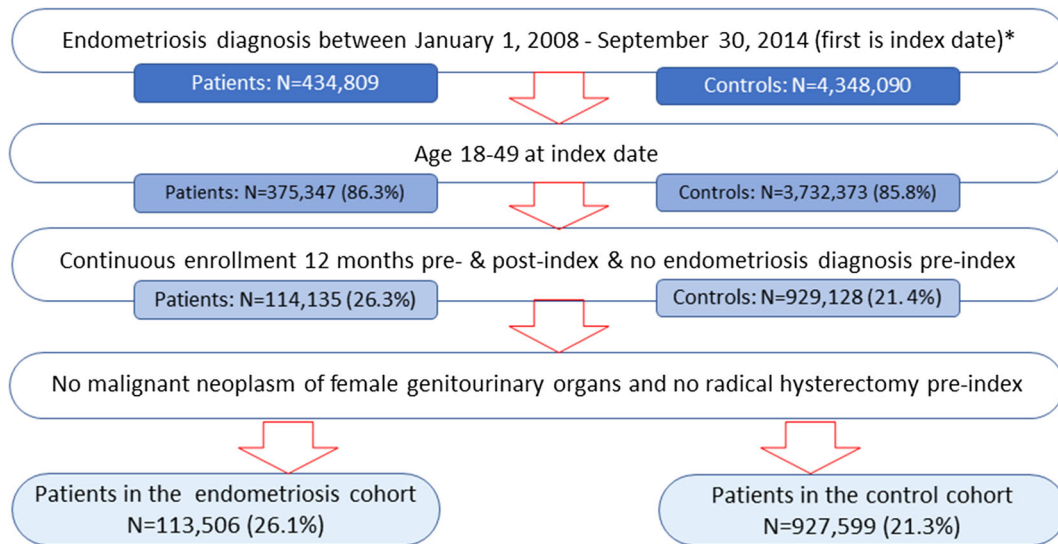 Endometriosis diagnosis between January 1, 2008 - September 30, 2014 (first is index date)*
Patients: N=434,809
Controls: N=4,348,090
Age 18-49 at index date
Patients: N=375,347 (86.3%)
Controls: N=3,732,373 (85.8%)
Continuous enrollment 12 months pre- & post-index & no endometriosis diagnosis pre-index
Patients: N=114,135 (26.3%)
Controls: N=929,128 (21. 4%)
No malignant neoplasm of female genitourinary organs and no radical hysterectomy pre-index
Patients in the endometriosis cohort
N=113,506 (26.1%)
Patients in the control cohort
N=927,599 (21.3%)